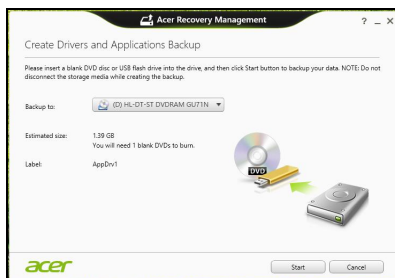 Acer Recovery Management
? _ X
Create Drivers and Applications Backup
Please insert a blank DVD disc or USB flash drive into the drive, and then click Start button to backup your data. NOTE: Do not
disconnect the storage media while creating the backup.
Backup to: (D) HL-DT-ST DVDRAM GU71N
Estimated size: 1.39 GB
You will need 1 blank DVDs to burn.
Label: AppDrv1
DVD
acer
Start Cancel